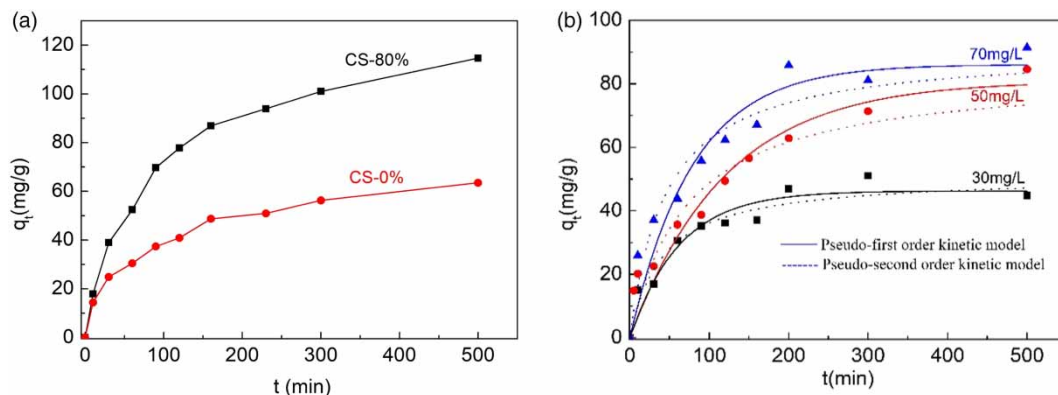 (a)
120
100
80
60
40
20
0
qt(mg/g)
CS-80%
CS-0%
0 100 200 300 400 500
t (min)
(b)
100
80
60
40
20
0
qt(mg/g)
70mg/L
50mg/L
30mg/L
Pseudo-first order kinetic model
Pseudo-second order kinetic model
0 100 200 300 400 500
t(min)